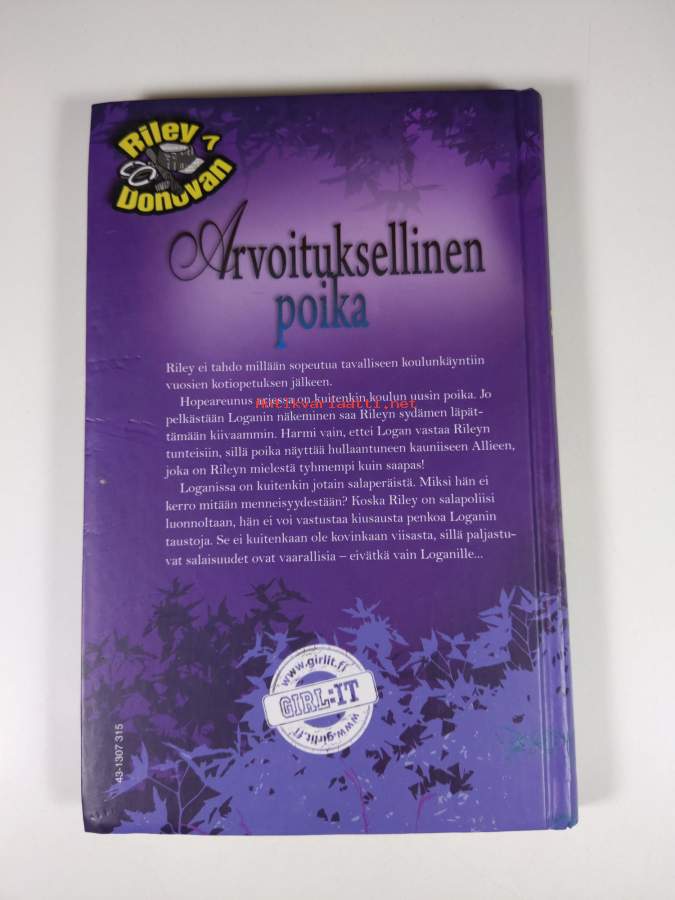 Riley 7
Donovan
Arvoituksellinen
poika
Riley ei tahdo millään sopeutua tavalliseen koulunkäyntiin
vuosien kotiopetuksen jälkeen.
Hopeareunus arjessa on kuitenkin koulun uusin poika. Jo
Antikvariaatti.net
pelkästään Loganin näkeminen saa Rileyn sydämen läpät-
tämään kiivaammin. Harmi vain, ettei Logan vastaa Rileyn
tunteisiin, sillä poika näyttää hullaantuneen kauniiseen Allieen,
joka on Rileyn mielestä tyhmempi kuin saapas!
Loganissa on kuitenkin jotain salaperäistä. Miksi hän ei
kerro mitään menneisyydestään? Koska Riley on salapoliisi
luonnoltaan, hän ei voi vastustaa kiusausta penkoa Loganin
taustoja. Se ei kuitenkaan ole kovinkaan viisasta, sillä paljastu-
vat salaisuudet ovat vaarallisia – eivätkä vain Loganille...
www.girlit.fi
GIRL:IT
www.girlit.fi
43-1307 315